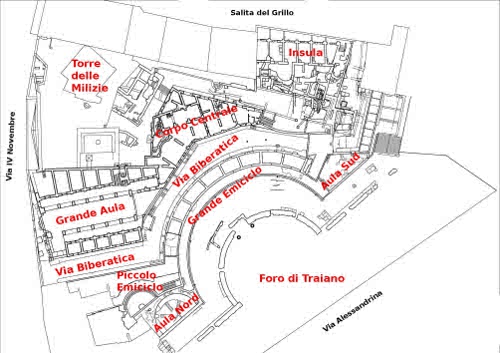 Salita del Grillo
Insula
Torre
delle
Milizie
Corpo Centrale
Via IV Novembre
Via Biberatica
Aula Sud
Grande Emiciclo
Grande Aula
Via Biberatica
Piccolo
Emiciclo
Foro di Traiano
Aula Nord
Via Alessandrina